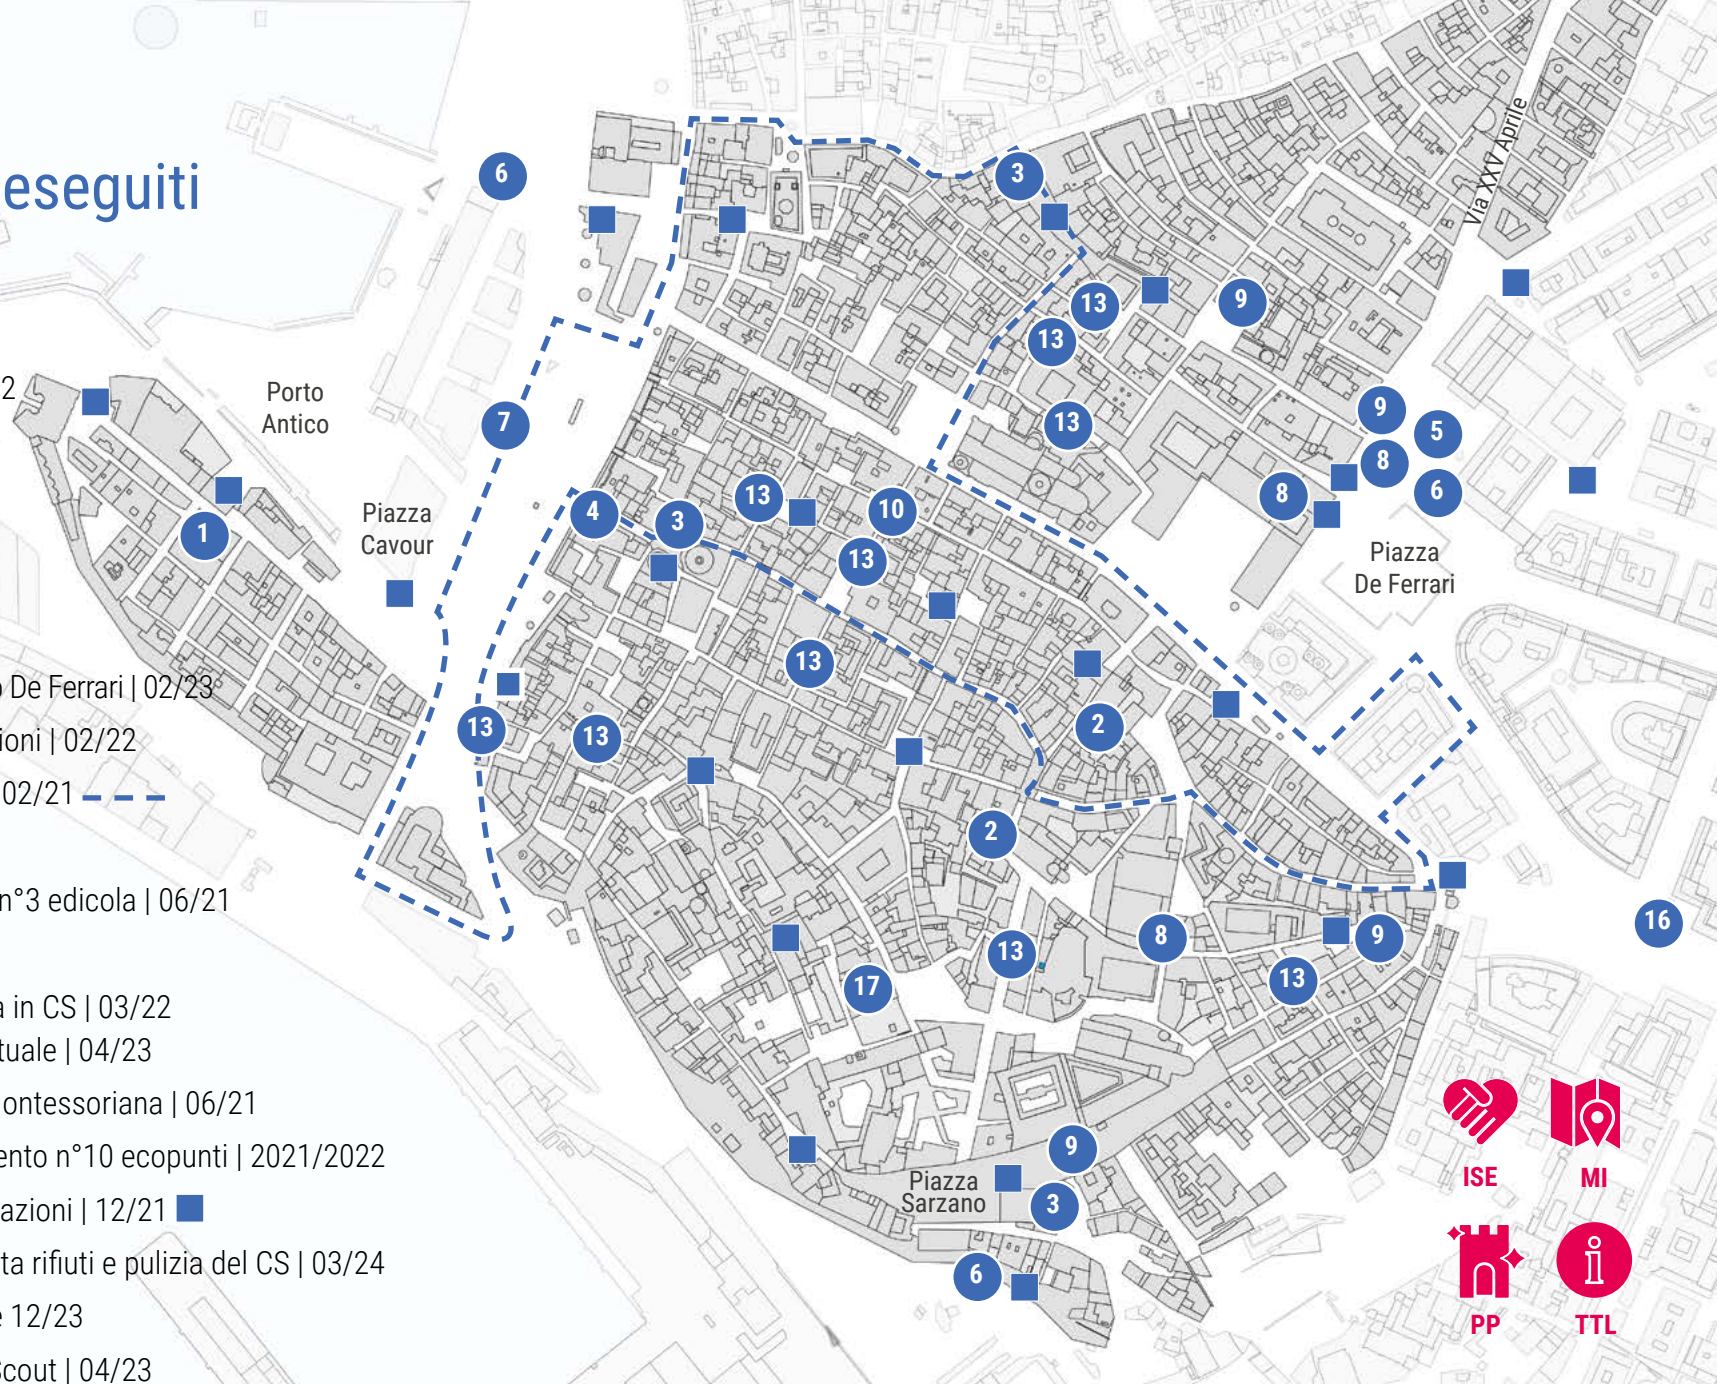 eseguiti
2
De Ferrari | 02/23
ioni | 02/22
02/21
n°3 edicola | 06/21
a in CS | 03/22
tuale | 04/23
ontessoriana | 06/21
ento n°10 ecopunti | 2021/2022
azioni | 12/21
ta rifiuti e pulizia del CS | 03/24
e 12/23
Scout | 04/23
Porto
Antico
Piazza
Cavour
Via XXV Aprile
Piazza
De Ferrari
Piazza
Sarzano
6
3
13
9
13
7
13
9
5
8
6
8
4
3
13
10
1
13
13
13
13
2
2
13
8
9
16
17
13
9
3
6
ISE
MI
PP
TTL